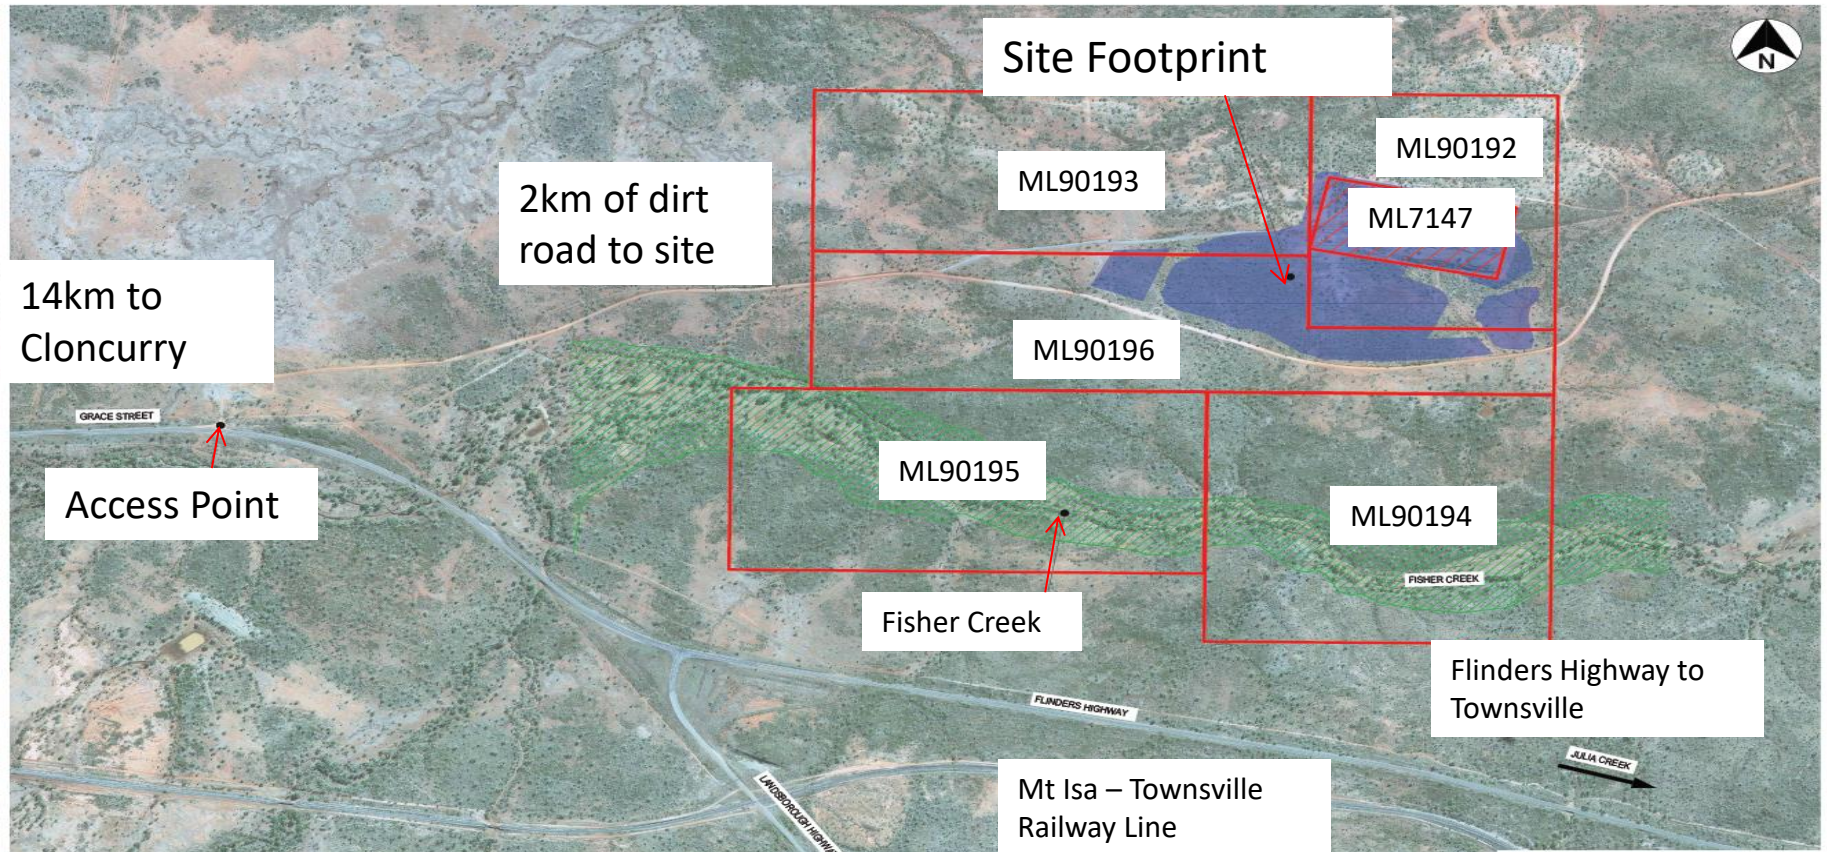 Site Footprint
N
ML90192
ML90193
2km of dirt
road to site
ML7147
14km to
Cloncurry
ML90196
GRACE STREET
ML90195
Access Point
ML90194
FISHER CREEK
Fisher Creek
Flinders Highway to
Townsville
FLINDERS HIGHWAY
JULIA CREEK
LANDSBOROUGH HIGHWAY
Mt Isa – Townsville
Railway Line